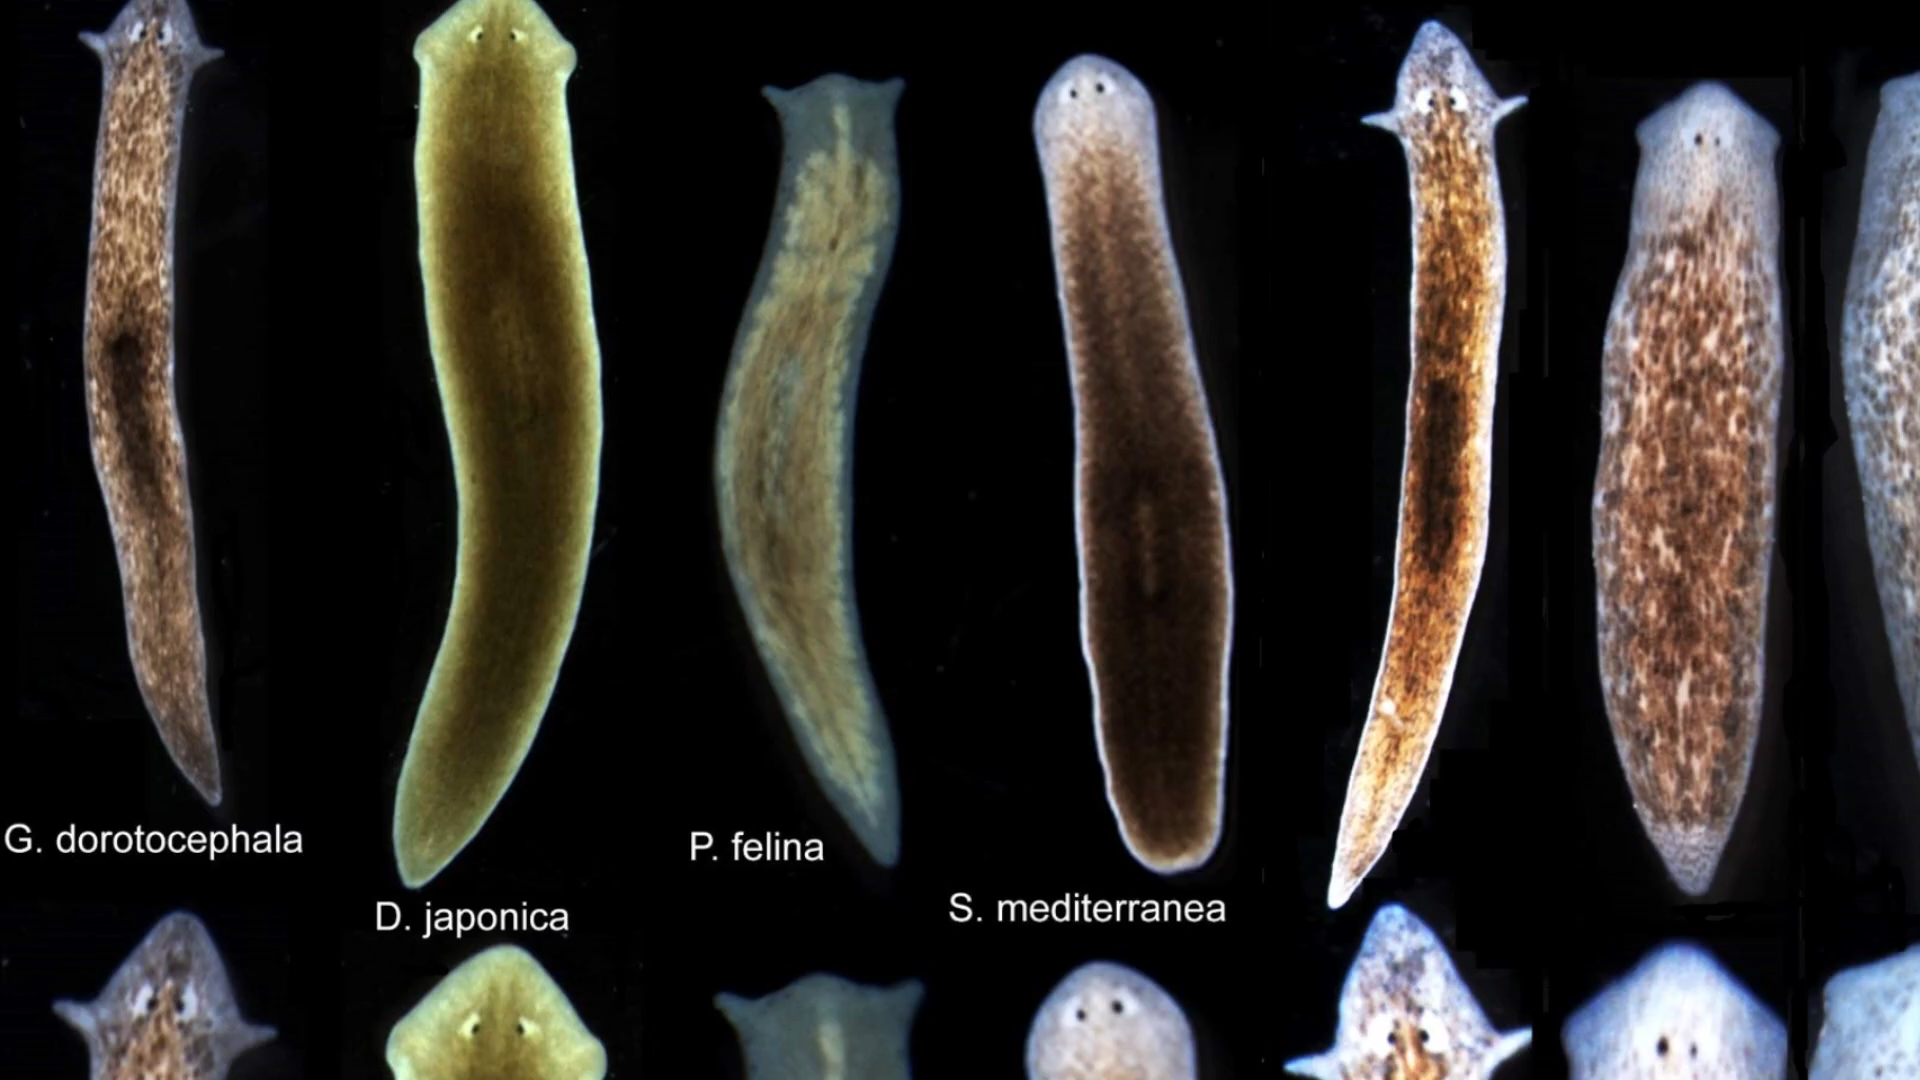 G. dorotocephala
D. japonica
P. felina
S. mediterranea